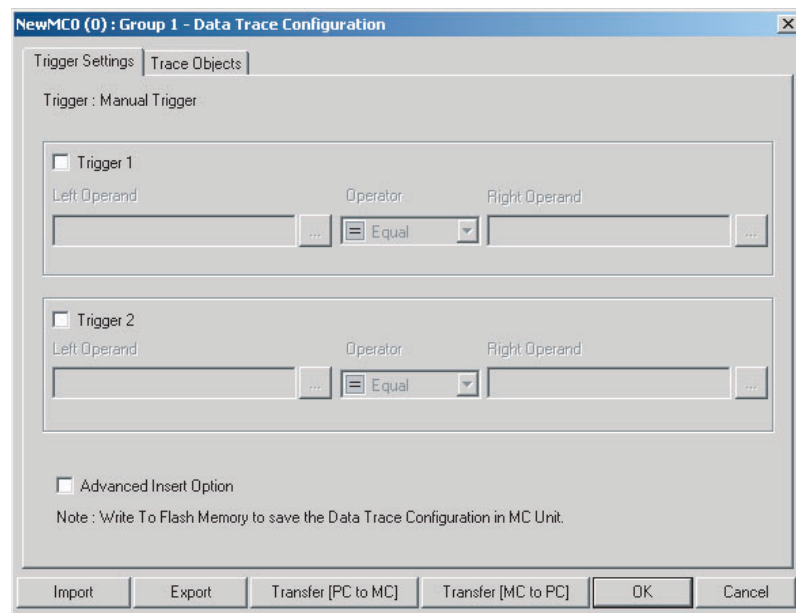 NewMC0 (0) : Group 1 - Data Trace Configuration
Trigger Settings Trace Objects
Trigger : Manual Trigger
Trigger 1
Left Operand Operator Right Operand
... = Equal ...
Trigger 2
Left Operand Operator Right Operand
... = Equal ...
Advanced Insert Option
Note : Write To Flash Memory to save the Data Trace Configuration in MC Unit.
Import Export Transfer [PC to MC] Transfer [MC to PC] OK Cancel